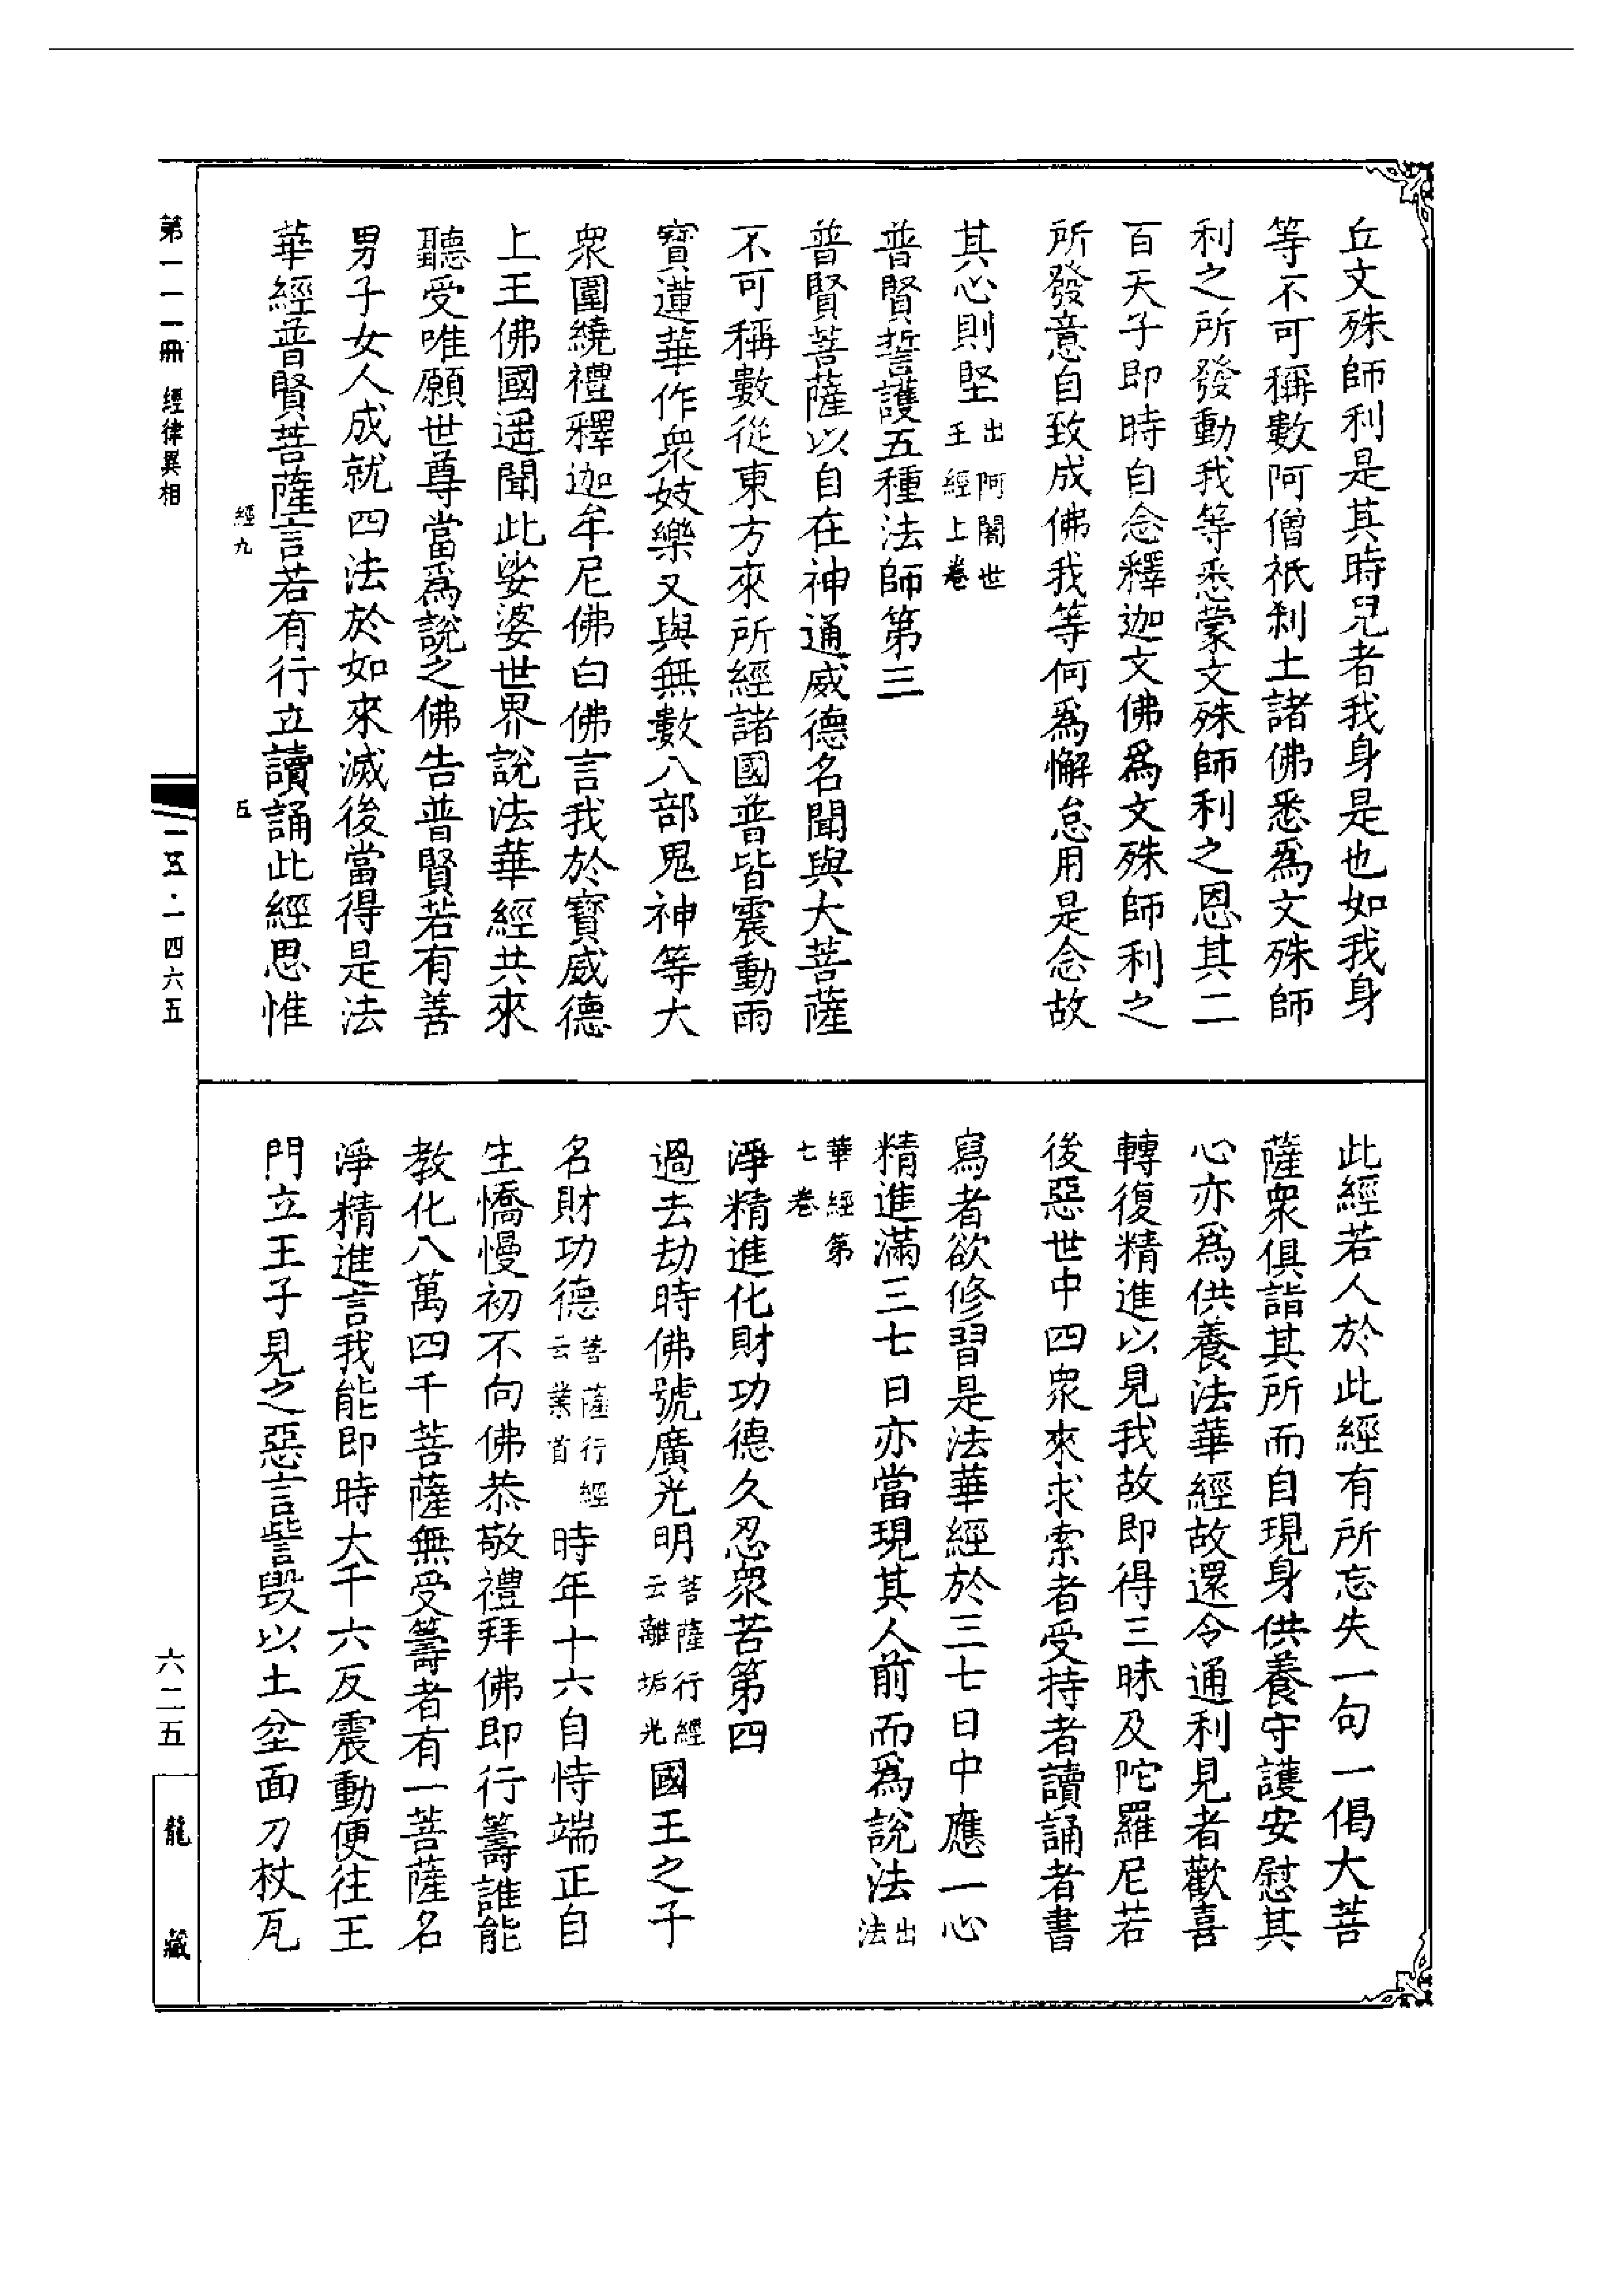 丘文殊師利是其時兒者我身是也如我身
等不可稱數阿僧祇刹土諸佛悉爲文殊師
利之所發動我等悉蒙文殊師利之恩其二
百天子即時自念釋迦文佛爲文殊師利之
所發意自致成佛我等何爲懈怠用是念故
其心則堅出阿闍世王經上卷
普賢誓護五種法師第三
普賢菩薩以自在神通威德名聞與大菩薩
不可稱數從東方來所經諸國普皆震動雨
寶蓮華作衆妓樂又與無數八部鬼神等大
衆圍繞禮釋迦牟尼佛白佛言我於寶威德
上王佛國遥聞此娑婆世界說法華經共來
聽受唯願世尊當爲說之佛告普賢若有善
男子女人成就四法於如來滅後當得是法
華經普賢菩薩言若有行立讀誦此經思惟
經九
五
此經若人於此經有所忘失一句一偈大菩
薩衆俱詣其所而自現身供養守護安慰其
心亦爲供養法華經故還令通利見者歡喜
轉復精進以見我故即得三昧及陀羅尼若
後惡世中四衆來求索者受持者讀誦者書
寫者欲修習是法華經於三七日中應一心
精進滿三七日亦當現其人前而爲說法出法
華經第七卷
淨精進化財功德久忍衆苦第四
過去劫時佛號廣光明菩薩行經云離垢光國王之子
名財功德菩薩行經云業首時年十六自恃端正自
生憍慢初不向佛恭敬禮拜佛即行籌誰能
教化八萬四千菩薩無受籌者有一菩薩名
淨精進言我能即時大千六反震動便往王
門立王子見之惡言訾毀以土坌面刀杖瓦
第一一一冊 經律異相
一一五·一四六五
六二五
龍藏